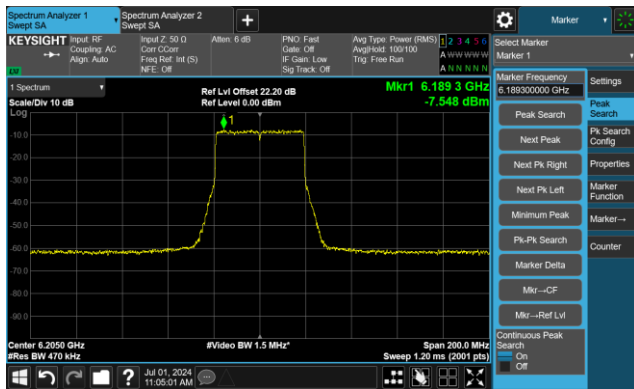 Spectrum Analyzer 1
Swept SA
Spectrum Analyzer 2
Swept SA
+
Marker
KEYSIGHT
Input: RF
Coupling: AC
Align: Auto
Input Z: 50 Ω
Corr CCorr
Freq Ref: Int (S)
NFE: Off
Atten: 6 dB
PNO: Fast
Gate: Off
IF Gain: Low
Sig Track: Off
Avg Type: Power (RMS)
Avg|Hold: 100/100
Trig: Free Run
1 2 3 4 5 6
A W W W W W
A N N N N N
Select Marker
Marker 1
1 Spectrum
Scale/Div 10 dB
Log
Ref Lvl Offset 22.20 dB
Ref Level 0.00 dBm
Mkr1 6.189 3 GHz
-7.548 dBm
1
-10.0
-20.0
-30.0
-40.0
-50.0
-60.0
-70.0
-80.0
-90.0
Center 6.2050 GHz
#Res BW 470 kHz
#Video BW 1.5 MHz*
Span 200.0 MHz
Sweep 1.20 ms (2001 pts)
Marker Frequency
6.189300000 GHz
Peak Search
Next Peak
Next Pk Right
Next Pk Left
Minimum Peak
Pk-Pk Search
Marker Delta
Mkr→CF
Mkr→Ref Lvl
Continuous Peak
Search
On
Off
Settings
Peak
Search
Pk Search
Config
Properties
Marker
Function
Marker→
Counter
?
Jul 01, 2024
11:05:01 AM